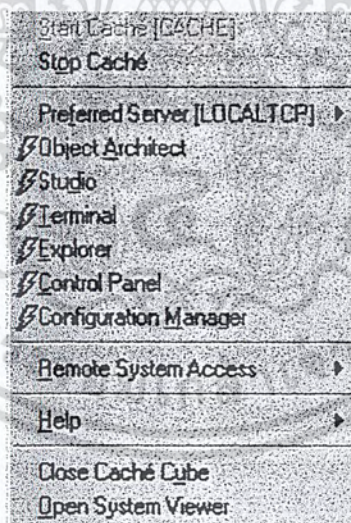 Start Caché [CACHE]
Stop Caché
Preferred Server [LOCALTCP]
Object Architect
Studio
Terminal
Explorer
Control Panel
Configuration Manager
Remote System Access
Help
Close Caché Cube
Open System Viewer